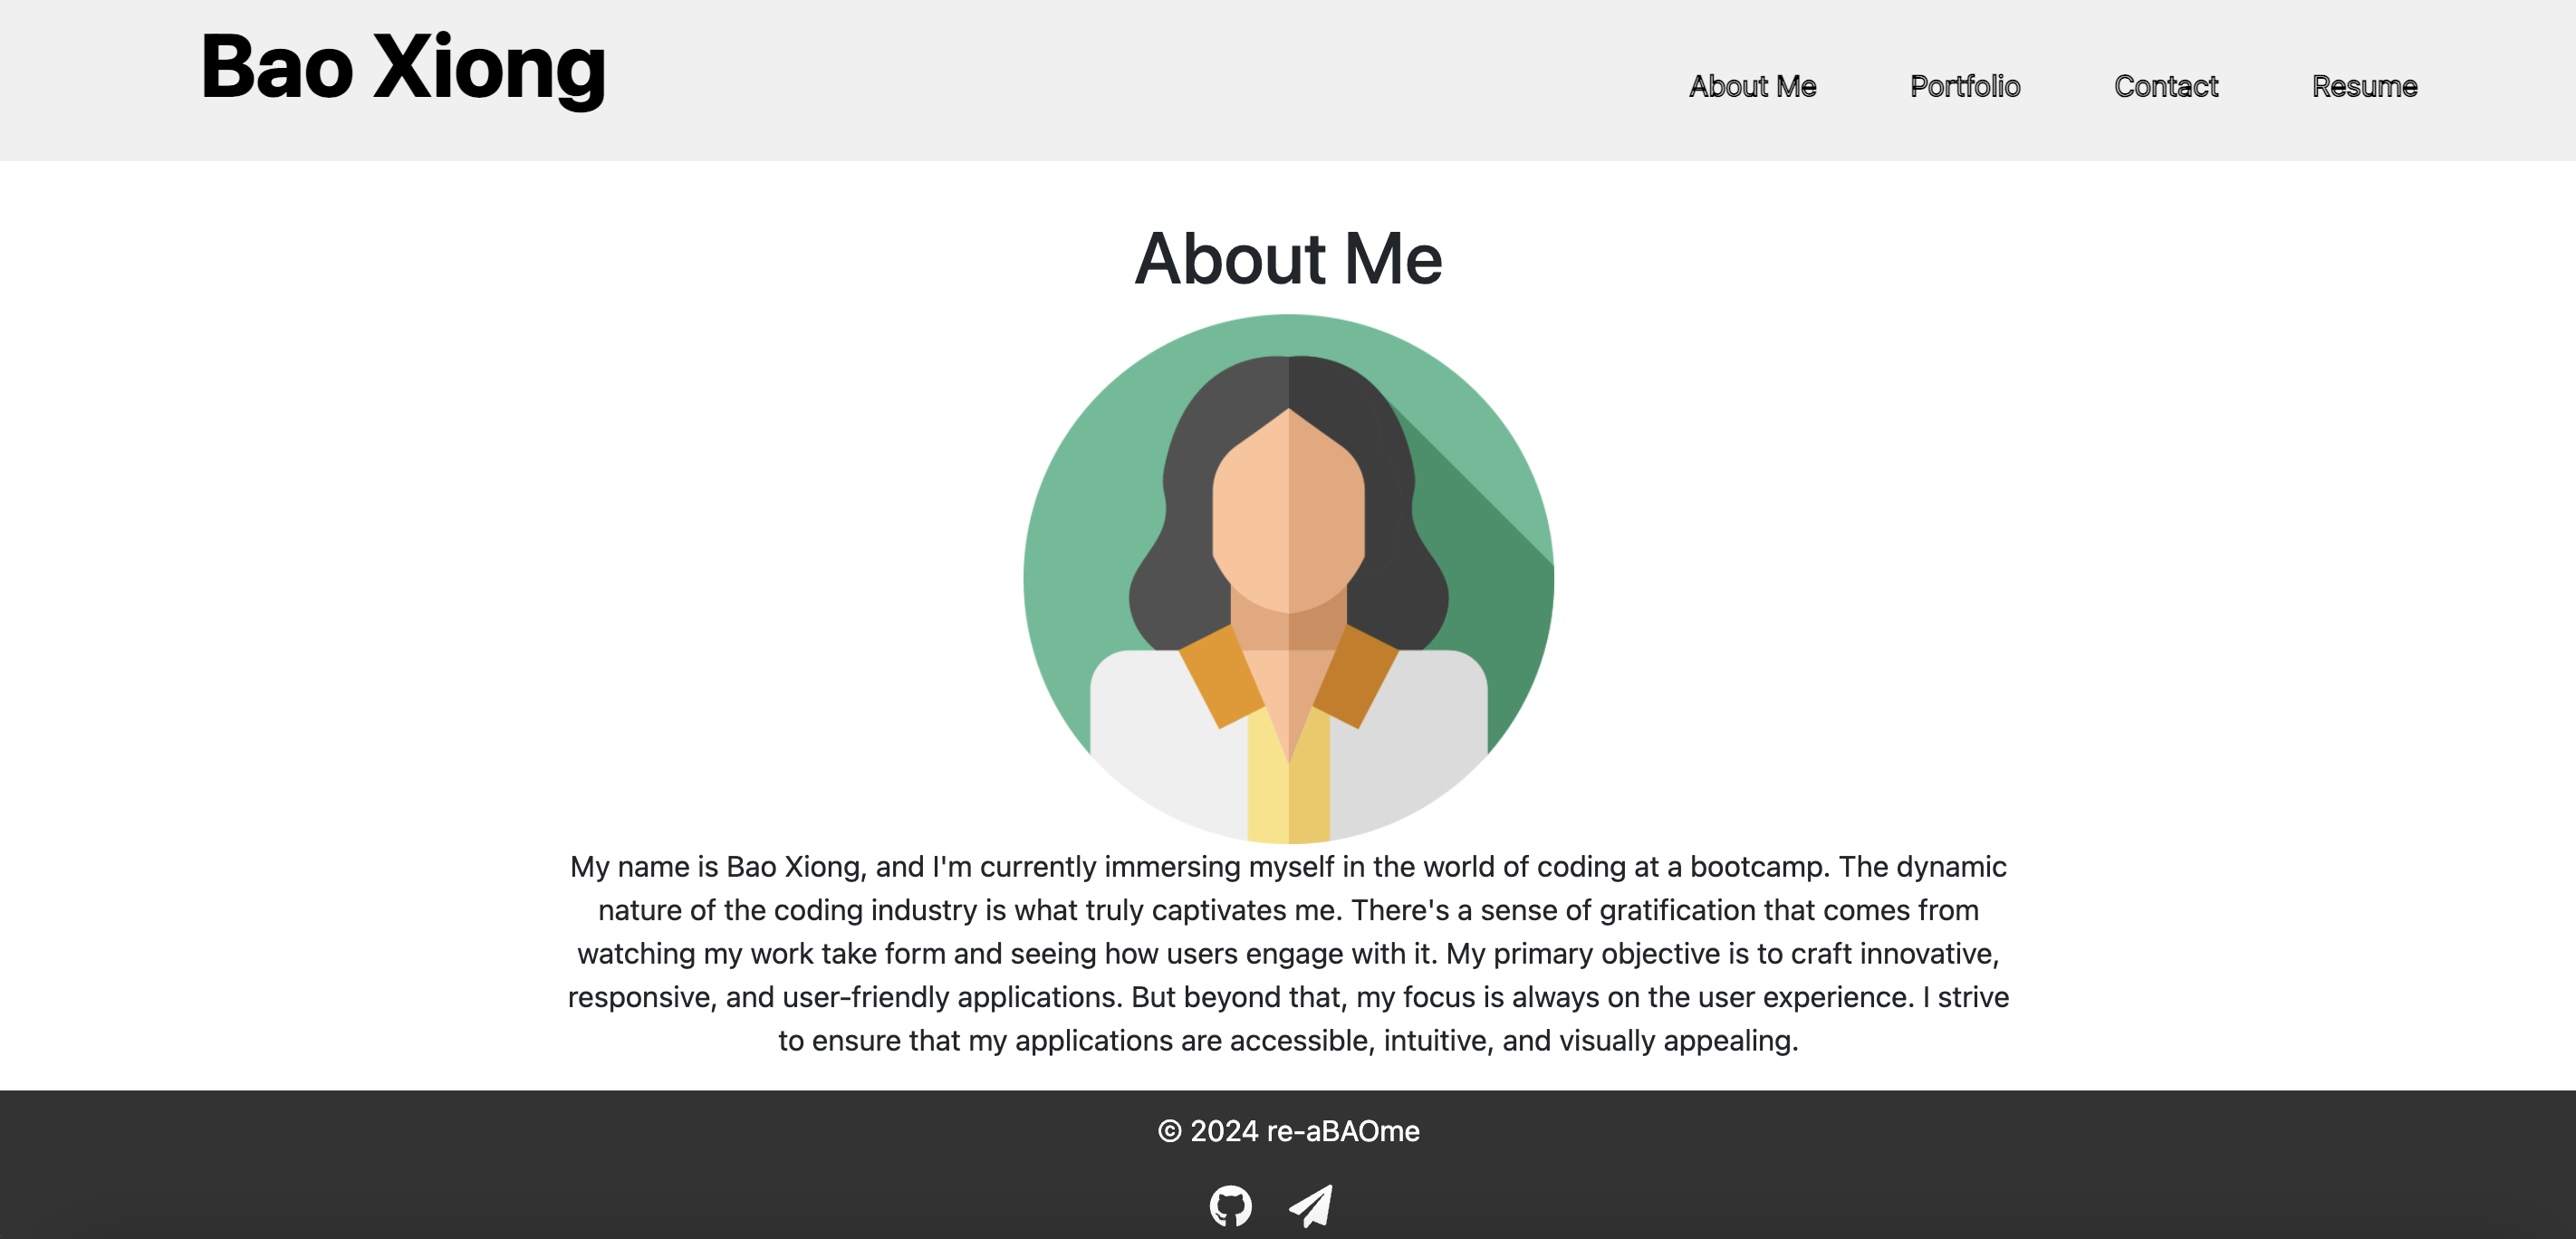 Bao Xiong
About Me Portfolio Contact Resume
About Me
My name is Bao Xiong, and I'm currently immersing myself in the world of coding at a bootcamp. The dynamic
nature of the coding industry is what truly captivates me. There's a sense of gratification that comes from
watching my work take form and seeing how users engage with it. My primary objective is to craft innovative,
responsive, and user-friendly applications. But beyond that, my focus is always on the user experience. I strive
to ensure that my applications are accessible, intuitive, and visually appealing.
© 2024 re-aBAOme